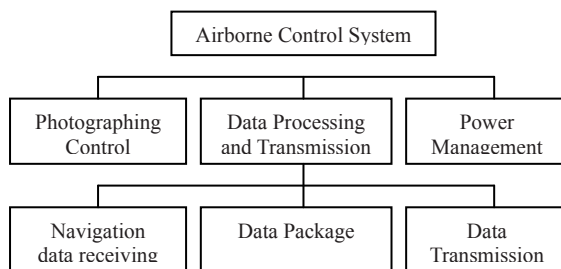 Airborne Control System
Photographing
Control
Data Processing
and Transmission
Power
Management
Navigation
data receiving
Data Package
Data
Transmission